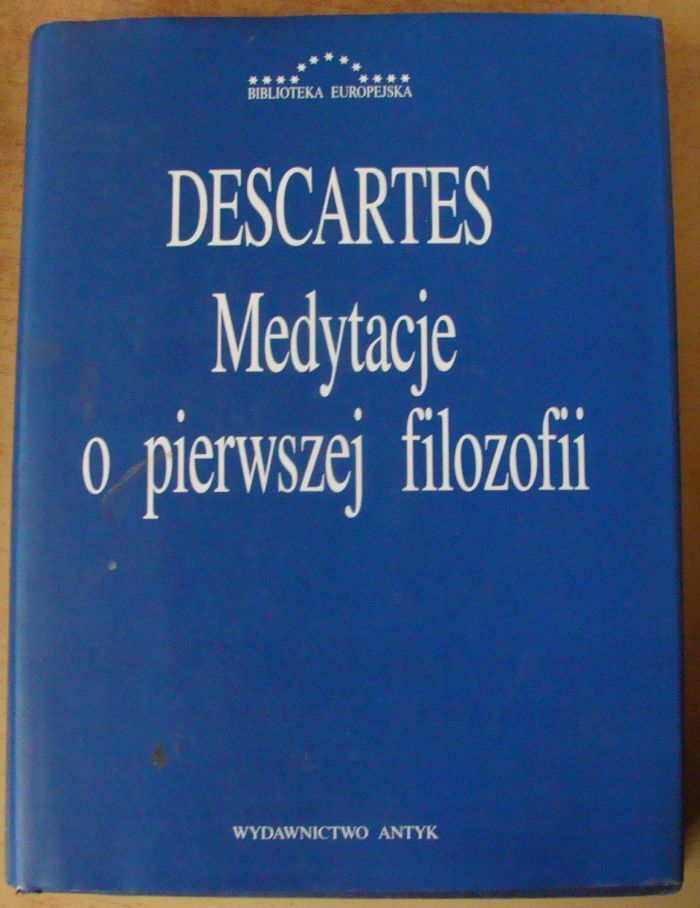 BIBLIOTEKA EUROPEJSKA
DESCARTES
Medytacje
o pierwszej filozofii
WYDAWNICTWO ANTYK